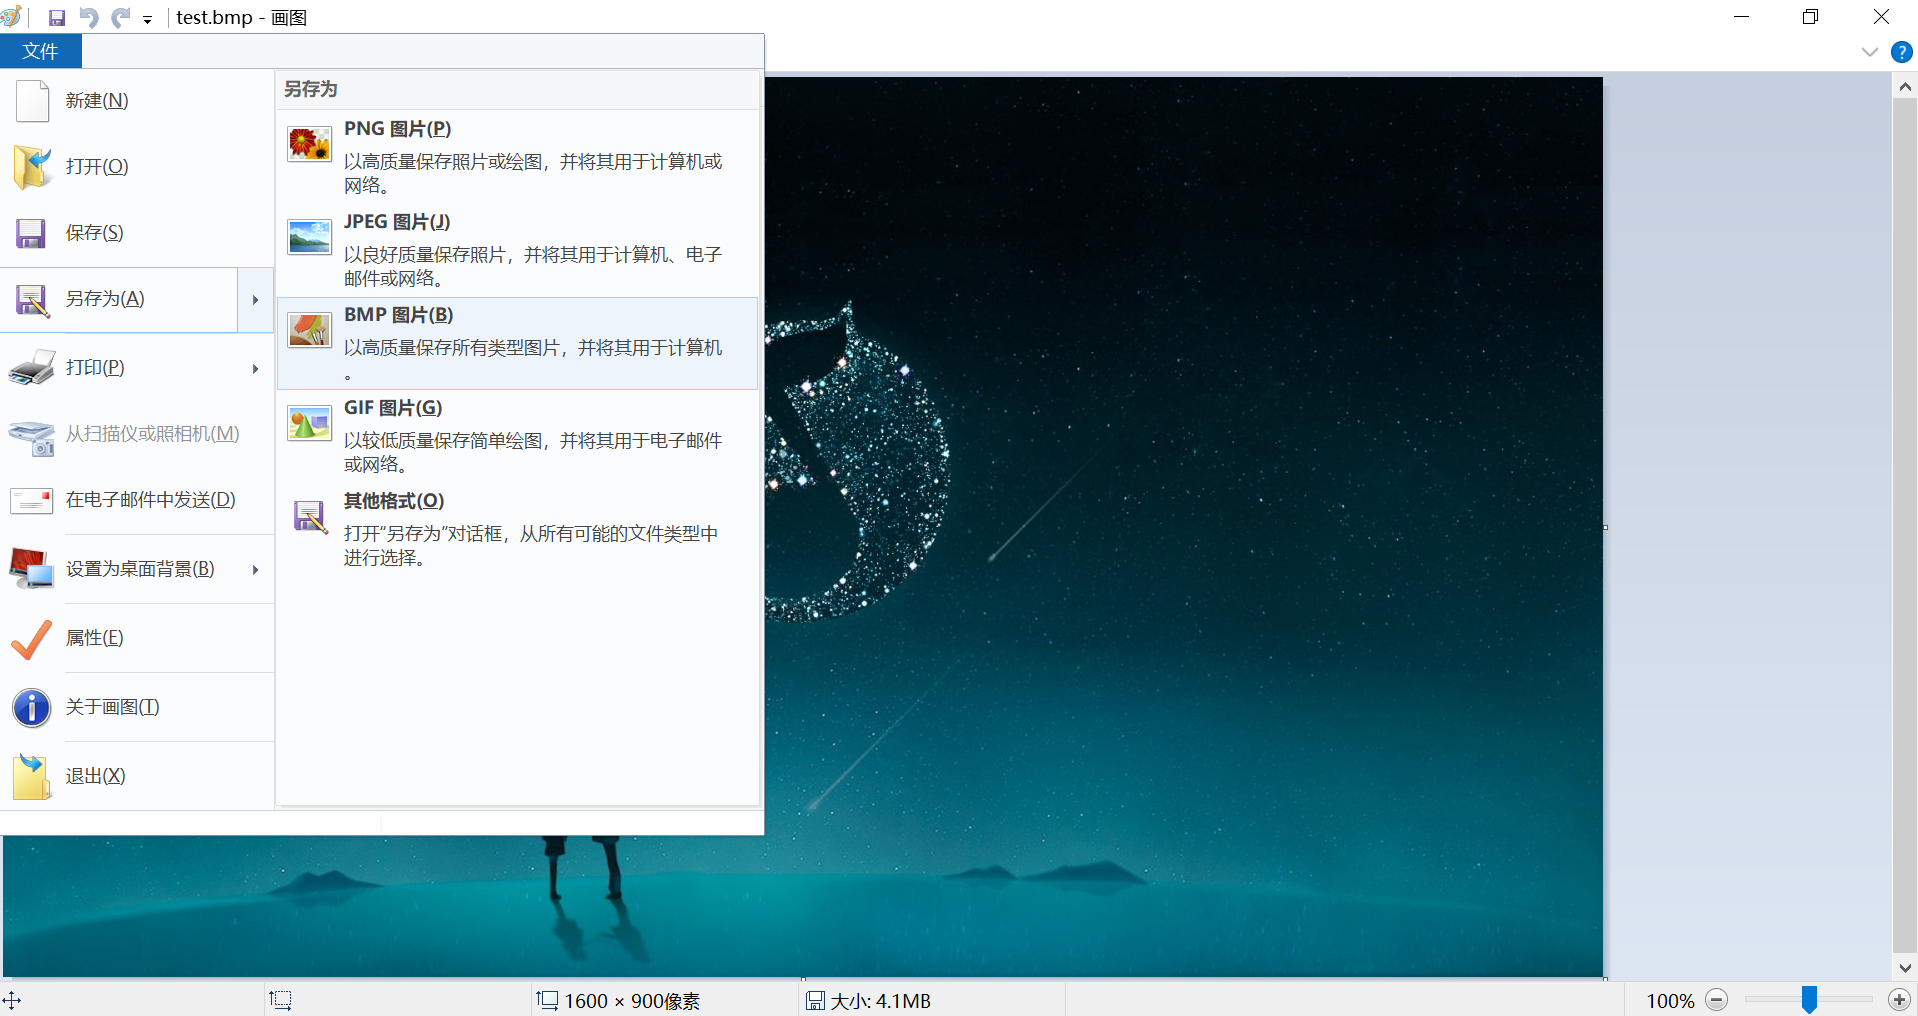 test.bmp - 画图
文件
?
新建(N)
打开(O)
保存(S)
另存为(A)
打印(P)
从扫描仪或照相机(M)
在电子邮件中发送(D)
设置为桌面背景(B)
属性(E)
关于画图(T)
退出(X)
另存为
PNG 图片(P)
以高质量保存照片或绘图，并将其用于计算机或
网络。
JPEG 图片(J)
以良好质量保存照片，并将其用于计算机、电子
邮件或网络。
BMP 图片(B)
以高质量保存所有类型图片，并将其用于计算机
。
GIF 图片(G)
以较低质量保存简单绘图，并将其用于电子邮件
或网络。
其他格式(O)
打开“另存为”对话框，从所有可能的文件类型中
进行选择。
1600 × 900像素
大小: 4.1MB
100%